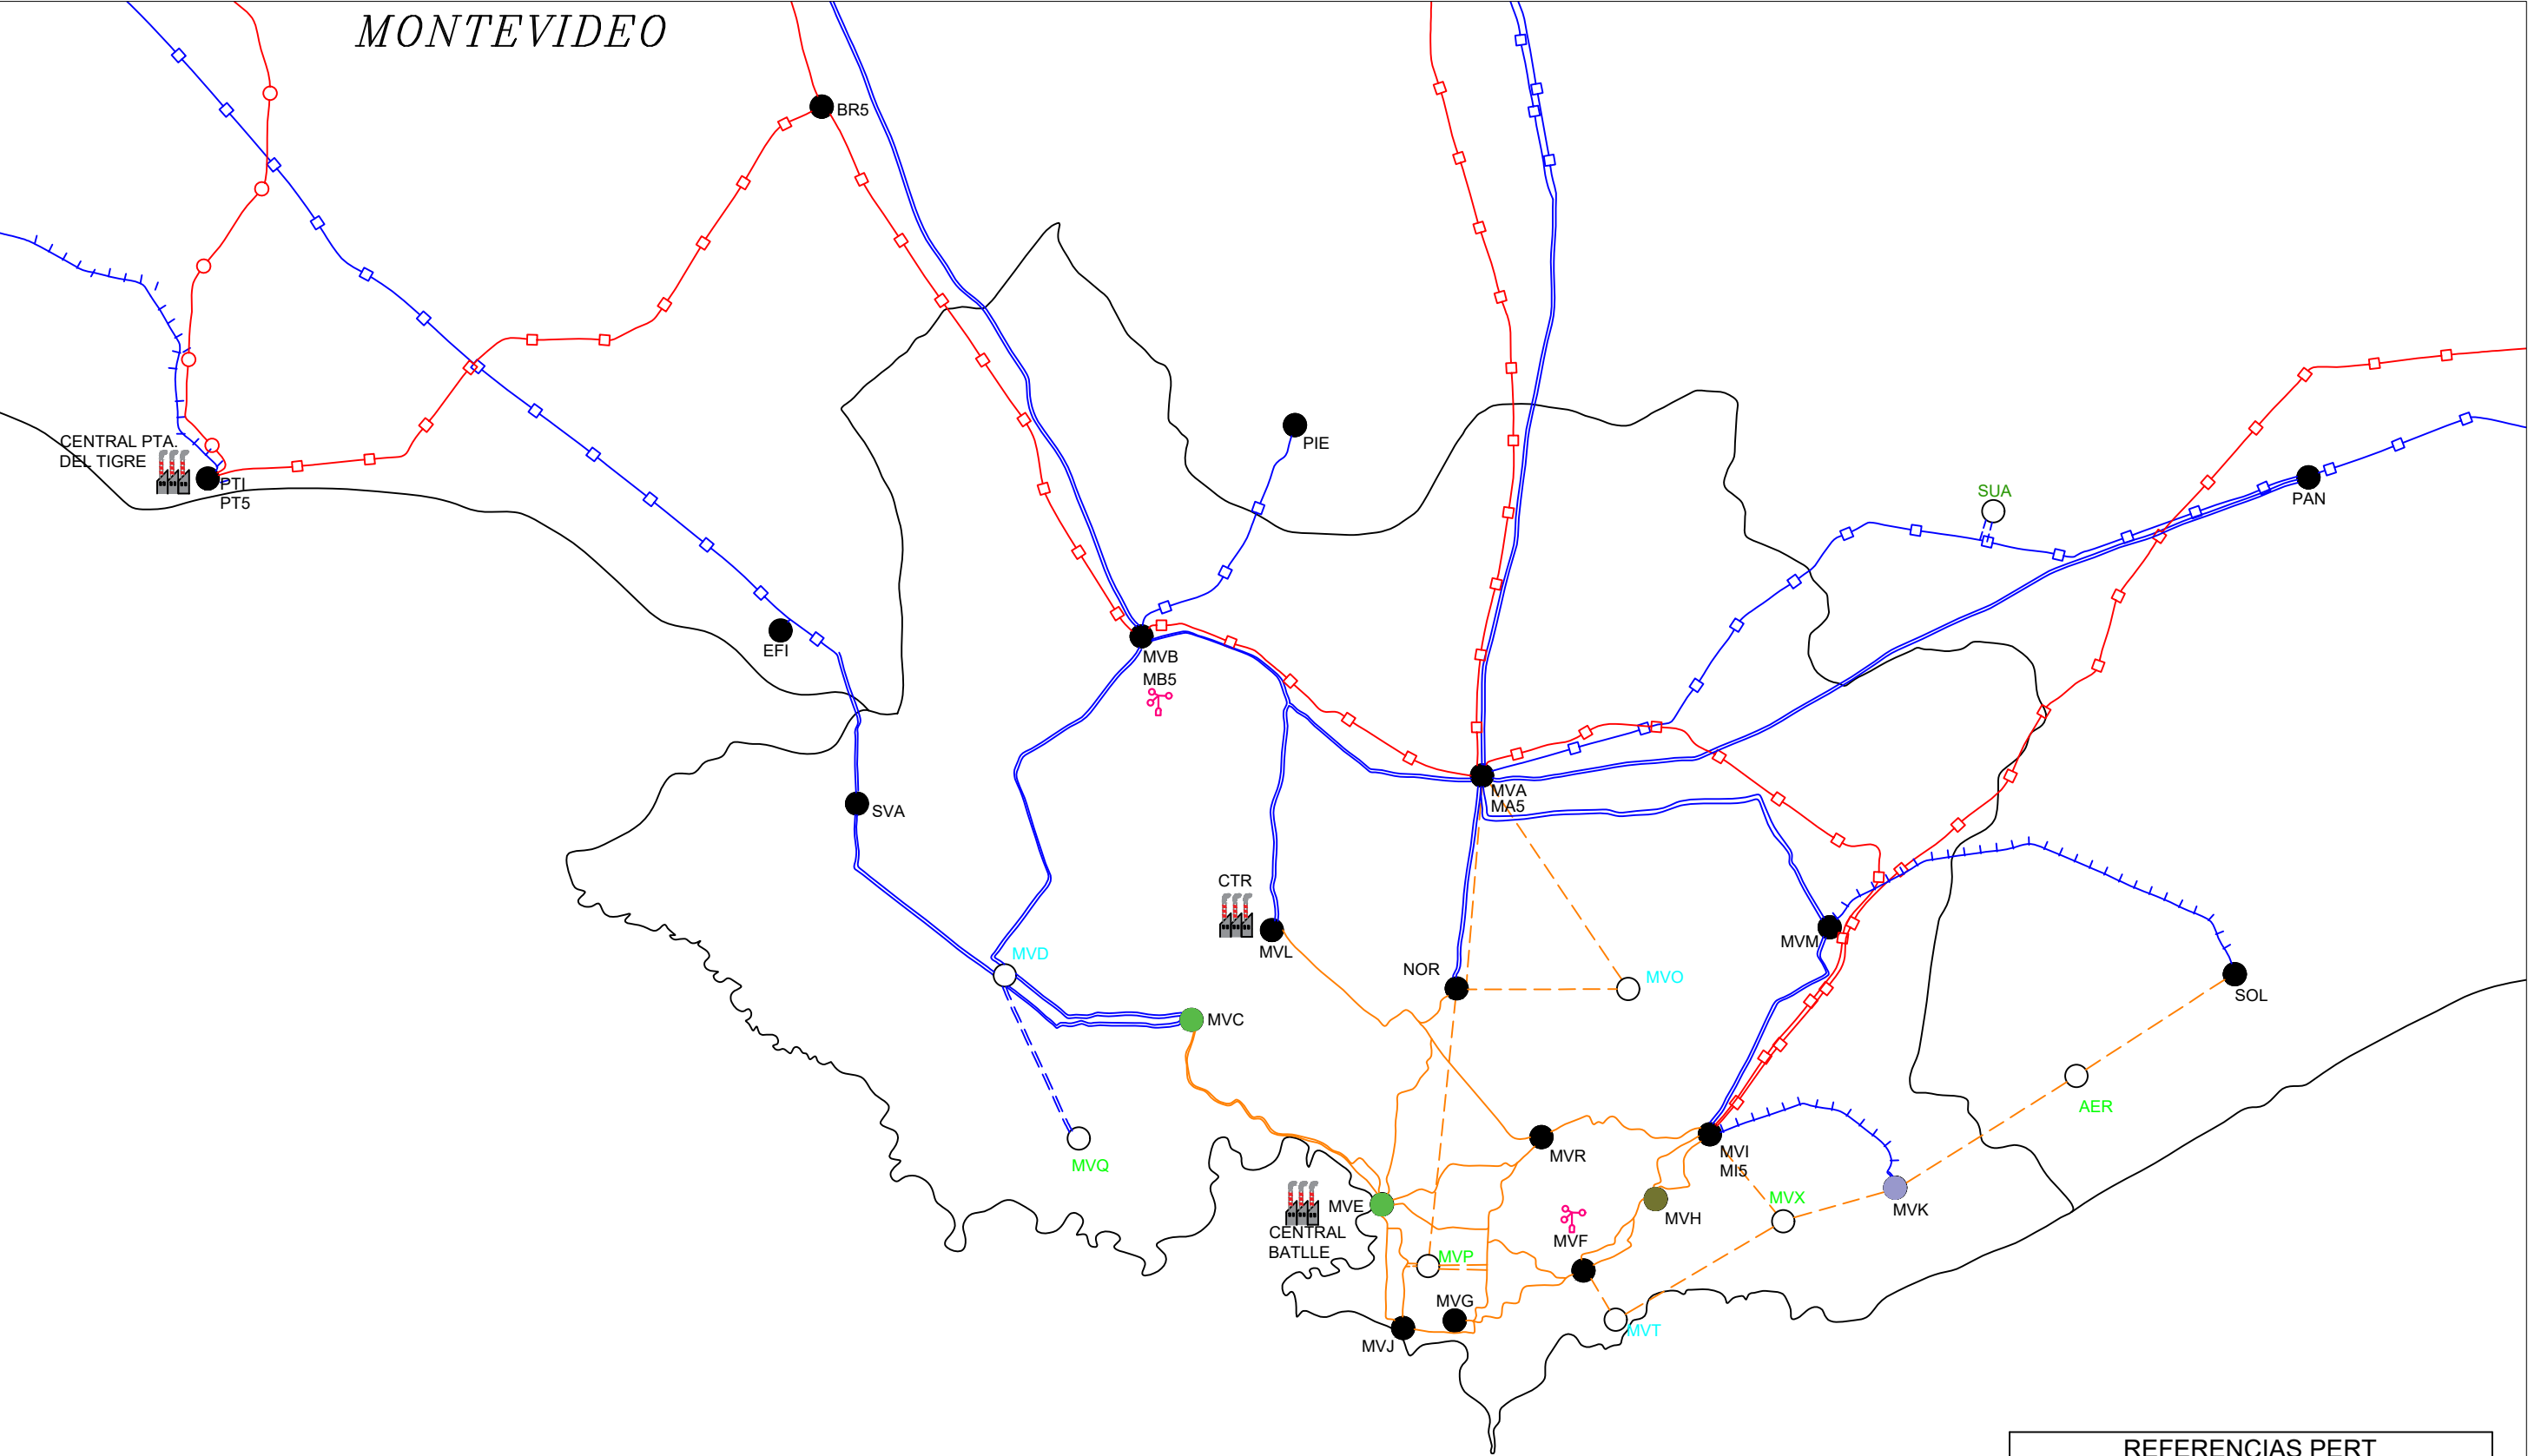 MONTEVIDEO
BR5
PIE
CENTRAL PTA.
DEL TIGRE
PTI
PT5
SUA
PAN
EFI
MVB
MB5
MVA
MA5
SVA
CTR
MVL
MVM
MVD
NOR
MVO
SOL
MVC
AER
MVR
MVI
MI5
MVQ
MVE
MVX
MVK
MVH
CENTRAL
BATLLE
MVF
MVP
MVG
MVT
MVJ
REFERENCIAS PERT